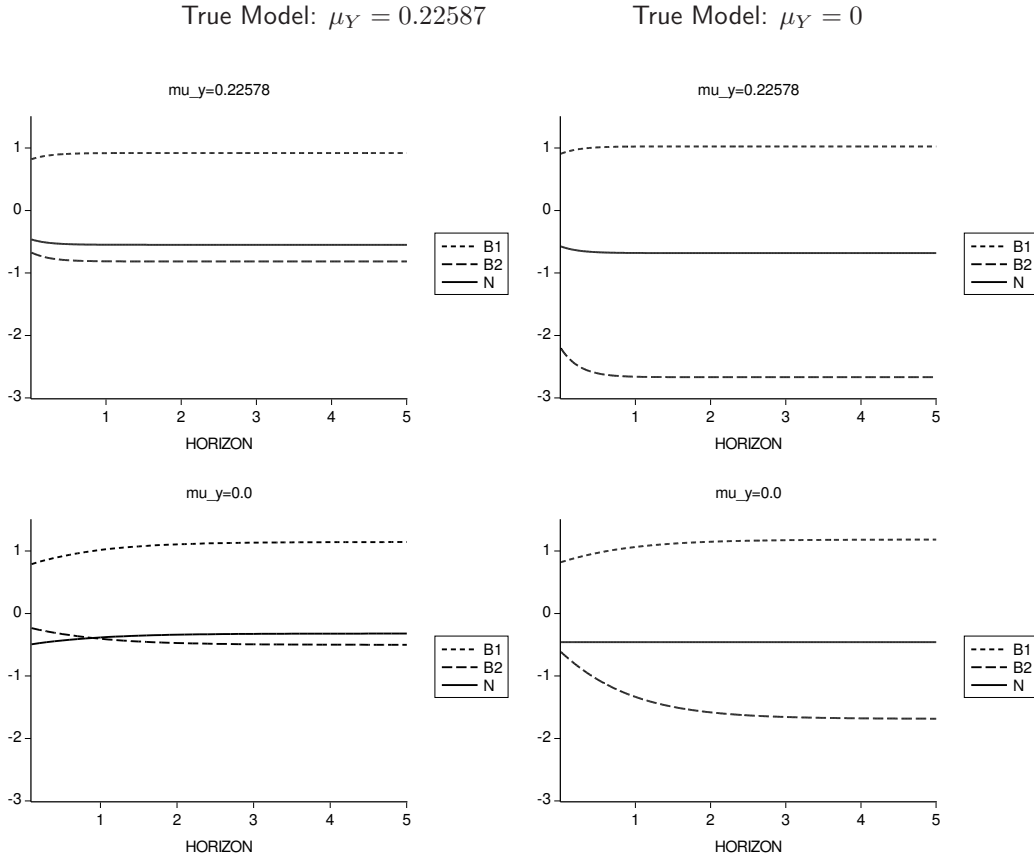 True Model: μ_Y = 0.22587
True Model: μ_Y = 0
mu_y=0.22578
1
0
-1
-2
-3
1 2 3 4 5
HORIZON
B1
B2
N
mu_y=0.22578
1
0
-1
-2
-3
1 2 3 4 5
HORIZON
B1
B2
N
mu_y=0.0
1
0
-1
-2
-3
1 2 3 4 5
HORIZON
B1
B2
N
mu_y=0.0
1
0
-1
-2
-3
1 2 3 4 5
HORIZON
B1
B2
N